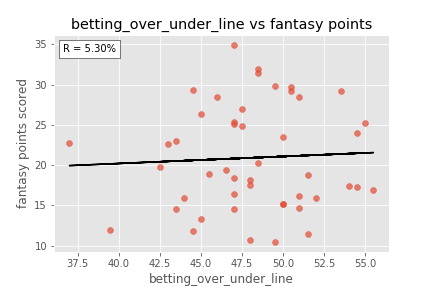 betting_over_under_line vs fantasy points
R = 5.30%
fantasy points scored
35
30
25
20
15
10
37.5 40.0 42.5 45.0 47.5 50.0 52.5 55.0
betting_over_under_line